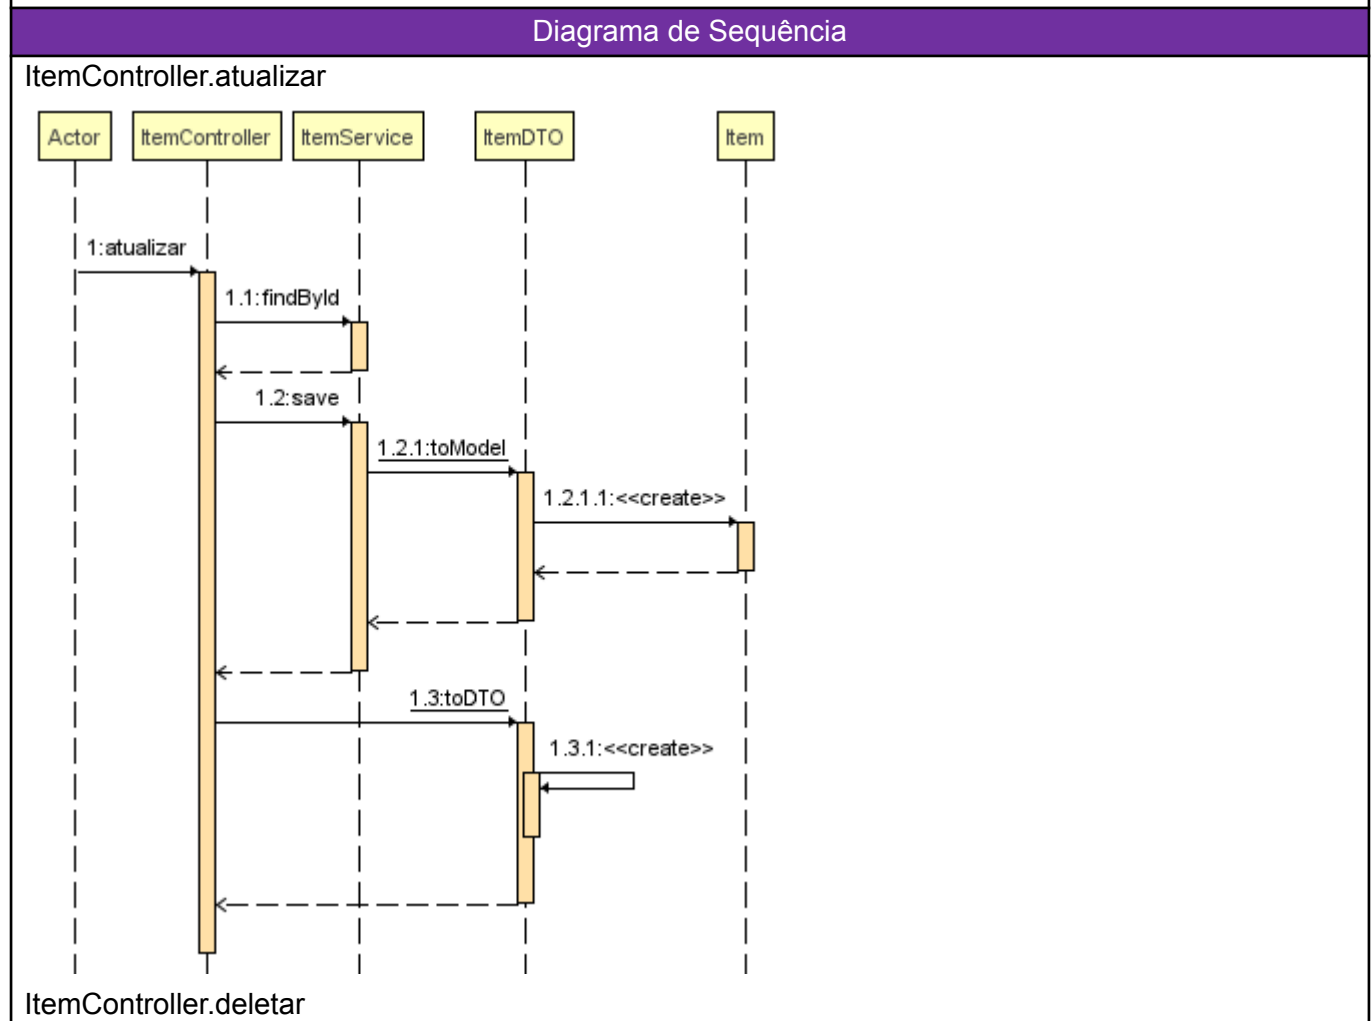 Diagrama de Sequência
ItemController.atualizar
Actor
ItemController
ItemService
ItemDTO
Item
1:atualizar
1.1:findById
1.2:save
1.2.1:toModel
1.2.1.1:<<create>>
1.3:toDTO
1.3.1:<<create>>
ItemController.deletar